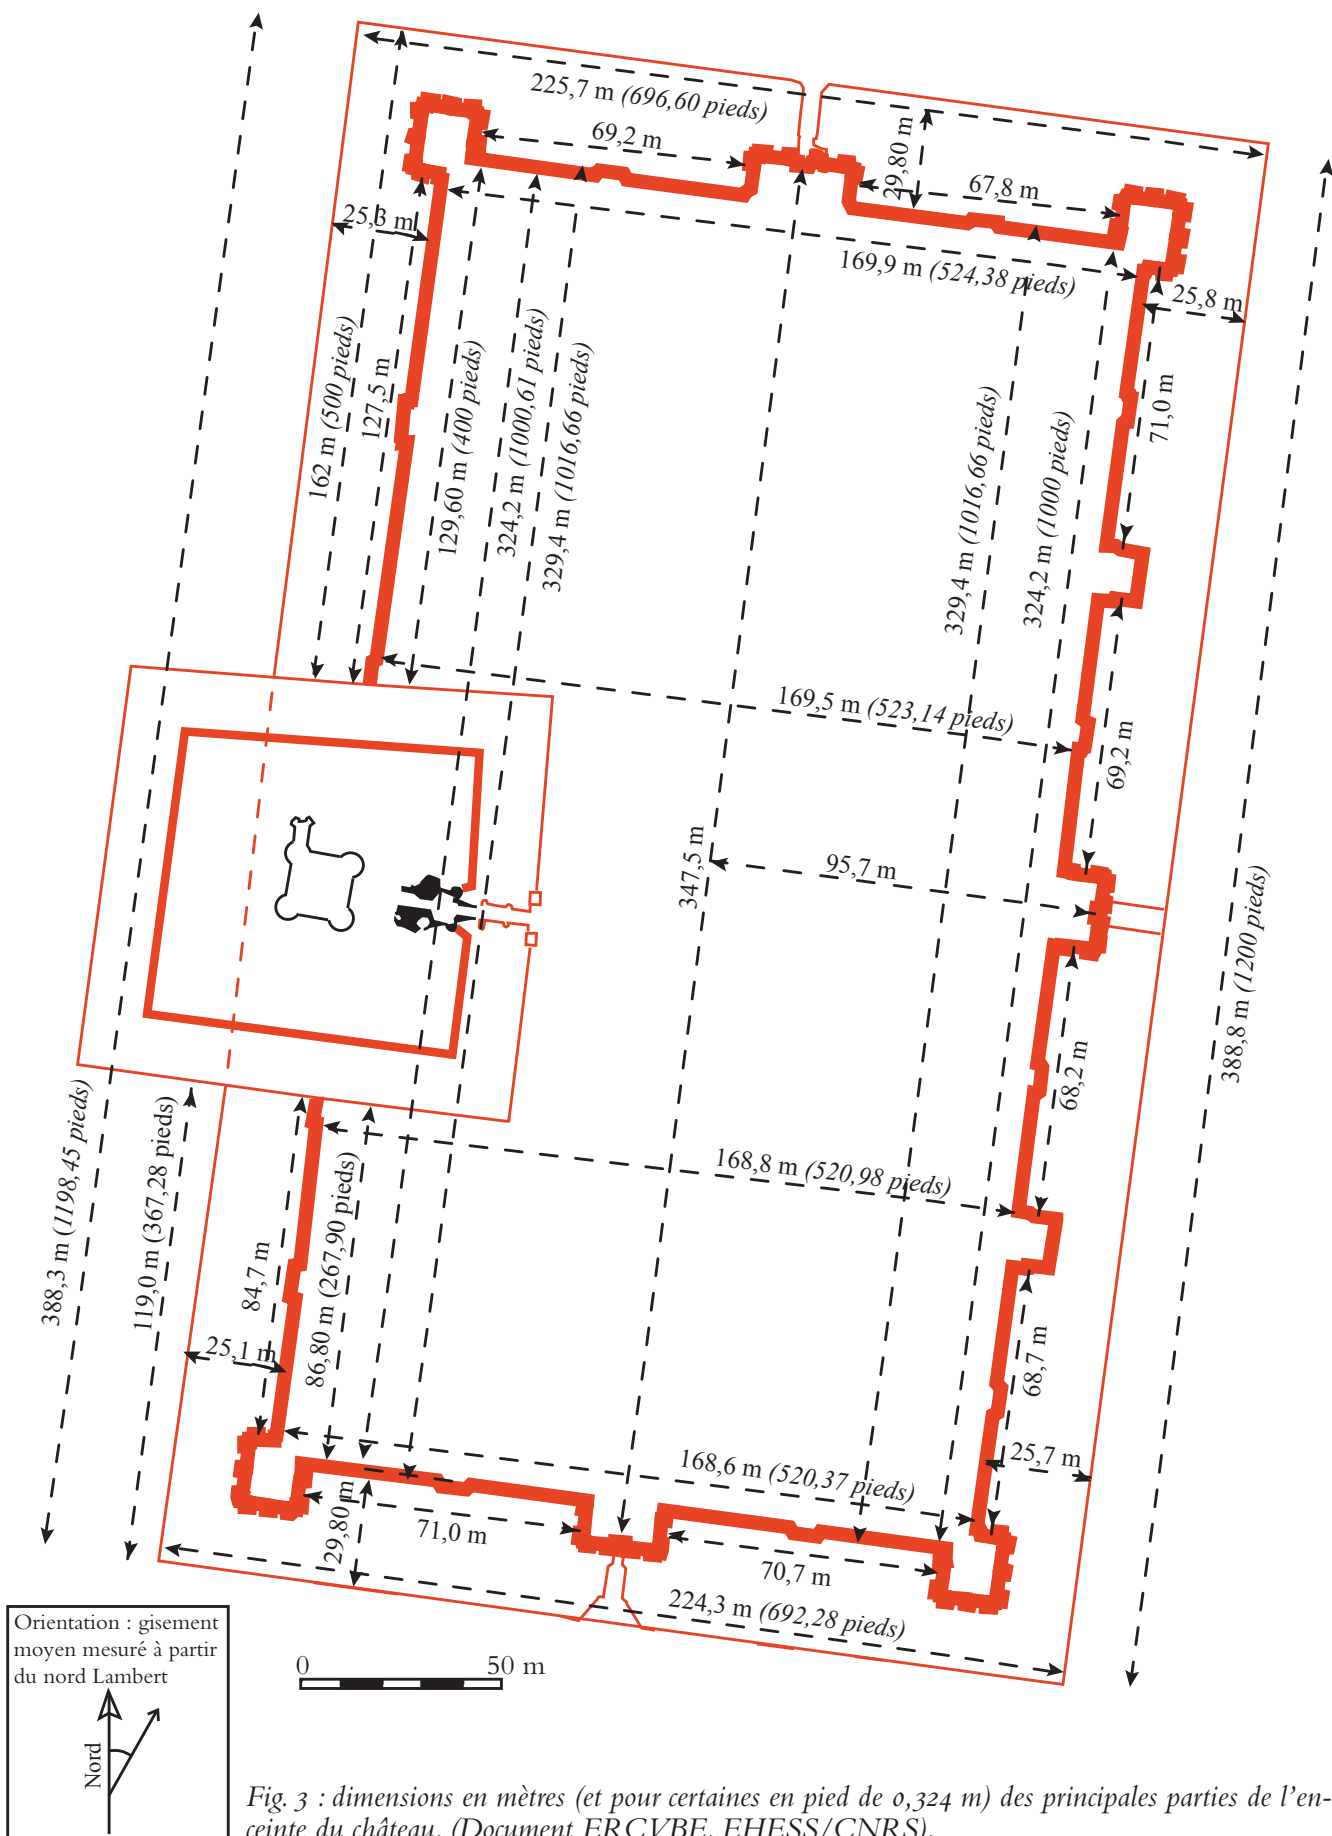 225,7 m (696,60 pieds)
69,2 m
29,80 m
67,8 m
25,3 m
169,9 m (524,38 pieds)
25,8 m
162 m (500 pieds)
127,5 m
129,60 m (400 pieds)
324,2 m (1000,61 pieds)
329,4 m (1016,66 pieds)
329,4 m (1016,66 pieds)
324,2 m (1000 pieds)
71,0 m
169,5 m (523,14 pieds)
69,2 m
347,5 m
95,7 m
388,8 m (1200 pieds)
68,2 m
388,3 m (1198,45 pieds)
119,0 m (367,28 pieds)
168,8 m (520,98 pieds)
84,7 m
86,80 m (267,90 pieds)
25,1 m
68,7 m
168,6 m (520,37 pieds)
25,7 m
29,80 m
71,0 m
70,7 m
224,3 m (692,28 pieds)
Orientation : gisement
moyen mesuré à partir
du nord Lambert
Nord
0 50 m
Fig. 3 : dimensions en mètres (et pour certaines en pied de 0,324 m) des principales parties de l'en-
ceinte du château. (Document ERCVBE, EHESS/CNRS).